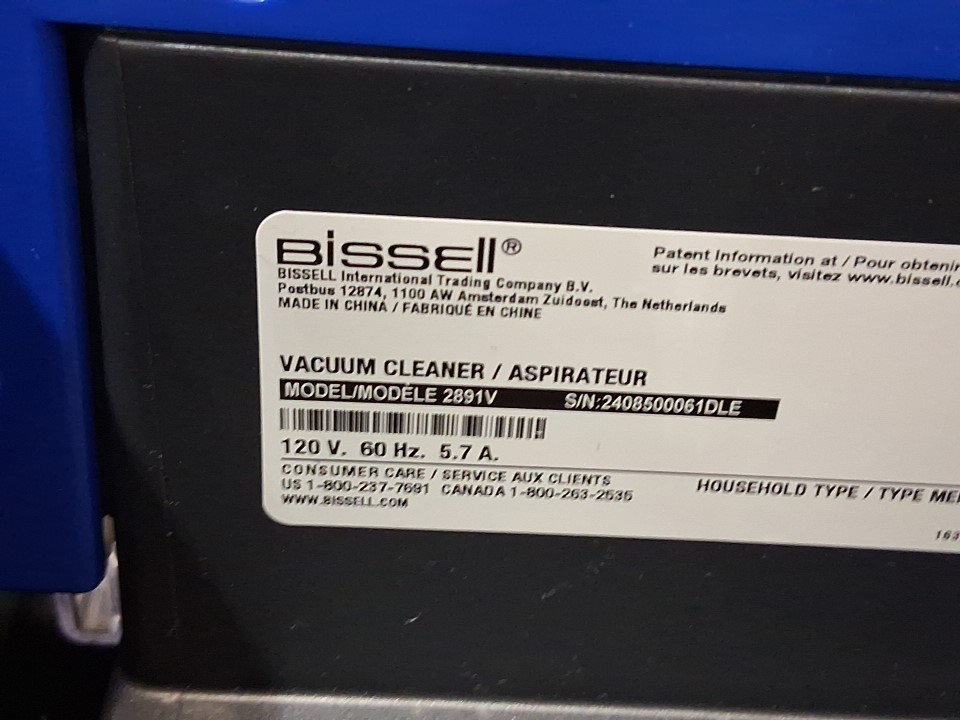 BISSELL®
BISSELL International Trading Company B.V.
Postbus 12874, 1100 AW Amsterdam Zuidoost, The Netherlands
MADE IN CHINA / FABRIQUÉ EN CHINE
Patent Information at / Pour obtenir
sur les brevets, visitez www.bissell.
VACUUM CLEANER / ASPIRATEUR
MODEL/MODÈLE 2891V S/N:2408500061DLE
120 V. 60 Hz. 5.7 A.
CONSUMER CARE / SERVICE AUX CLIENTS
US 1-800-237-7691 CANADA 1-800-263-2535
WWW.BISSELL.COM
HOUSEHOLD TYPE / TYPE
163